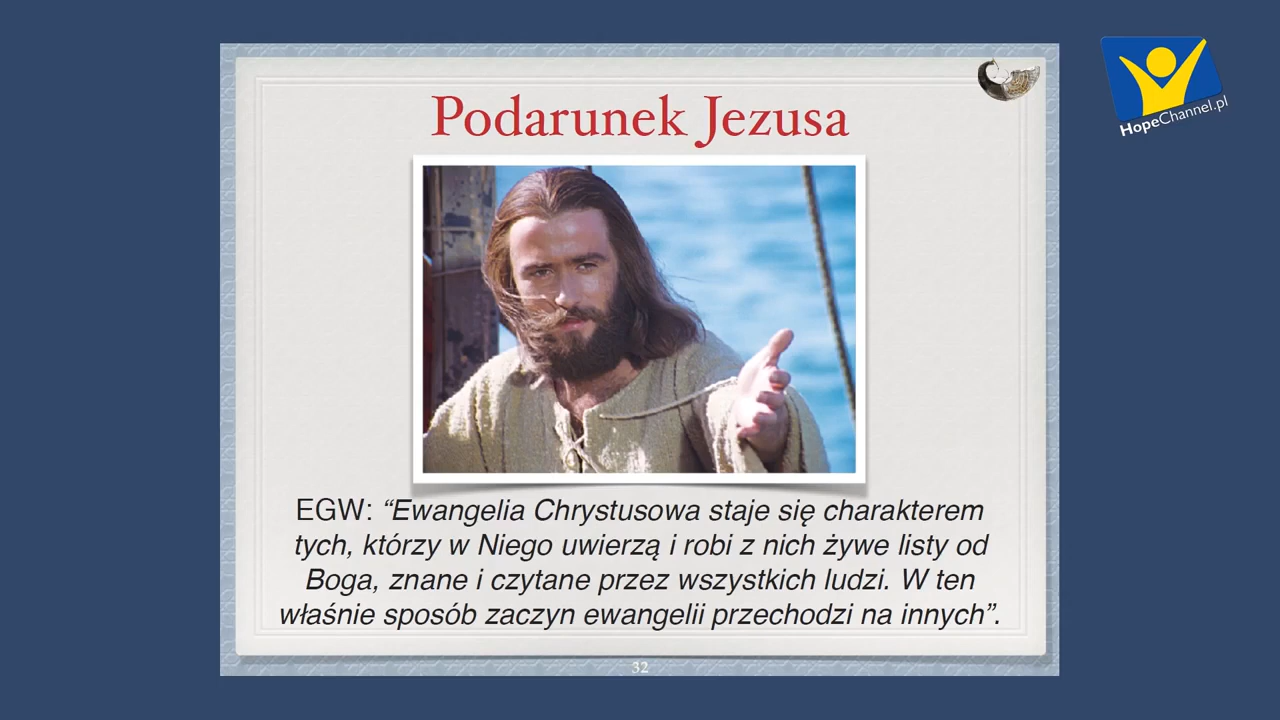 HopeChannel.pl
Podarunek Jezusa
EGW: “Ewangelia Chrystusowa staje się charakterem
tych, którzy w Niego uwierzą i robi z nich żywe listy od
Boga, znane i czytane przez wszystkich ludzi. W ten
właśnie sposób zaczyn ewangelii przechodzi na innych”.
32